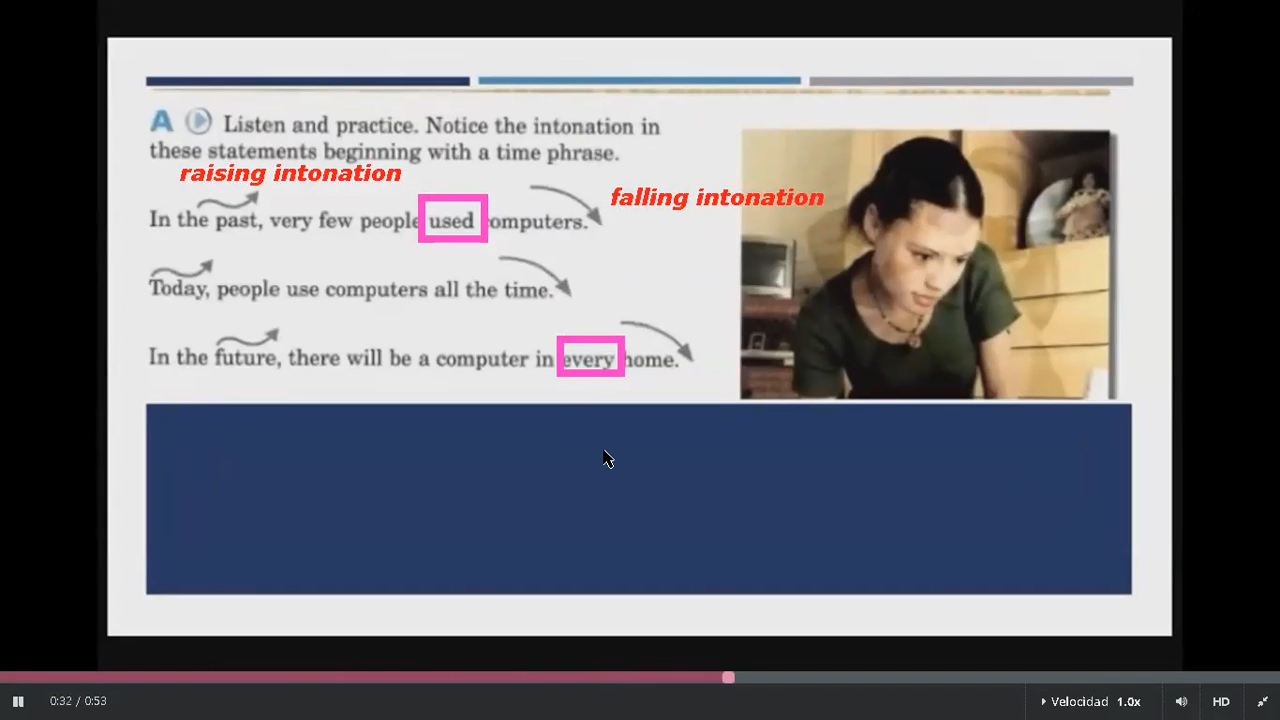 A Listen and practice. Notice the intonation in
these statements beginning with a time phrase.
raising intonation
falling intonation
In the past, very few people used computers.
Today, people use computers all the time.
In the future, there will be a computer in every home.
0:32 / 0:53
Velocidad 1.0x
HD